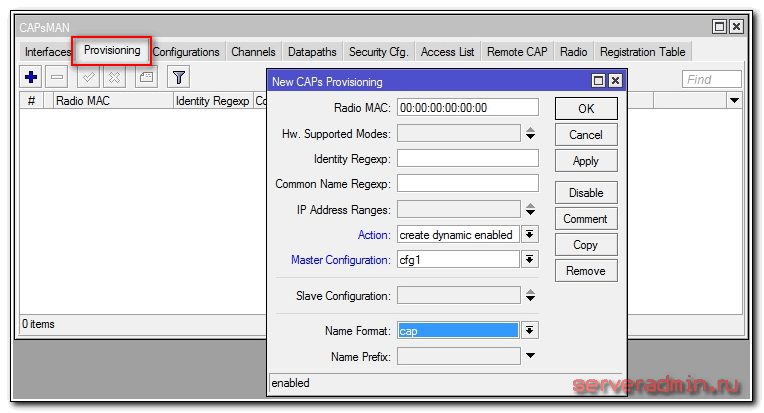 CAPsMAN
Interfaces Provisioning Configurations Channels Datapaths Security Cfg. Access List Remote CAP Radio Registration Table
Find
# Radio MAC Identity Regexp Co
0 items
New CAPs Provisioning
Radio MAC: 00:00:00:00:00:00 OK
Hw. Supported Modes: Cancel
Identity Regexp: Apply
Common Name Regexp:
Disable
IP Address Ranges: Comment
Action: create dynamic enabled Copy
Master Configuration: cfg1 Remove
Slave Configuration:
Name Format: cap
Name Prefix:
enabled
serveradmin.ru